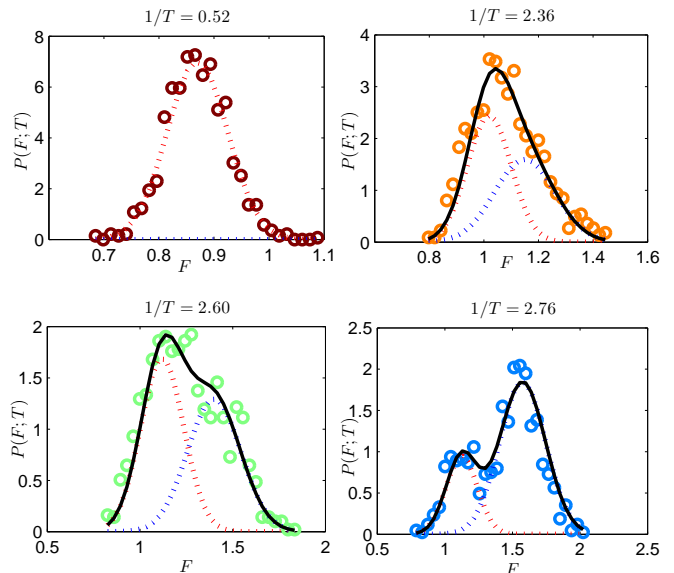 1/T = 0.52
8
6
4
2
0
P(F; T)
0.7 0.8 0.9 1 1.1
F
1/T = 2.36
4
3
2
1
0
P(F; T)
0.8 1 1.2 1.4 1.6
F
1/T = 2.60
2
1.5
1
0.5
0
P(F; T)
0.5 1 1.5 2
F
1/T = 2.76
2.5
2
1.5
1
0.5
0
P(F; T)
0.5 1 1.5 2 2.5
F